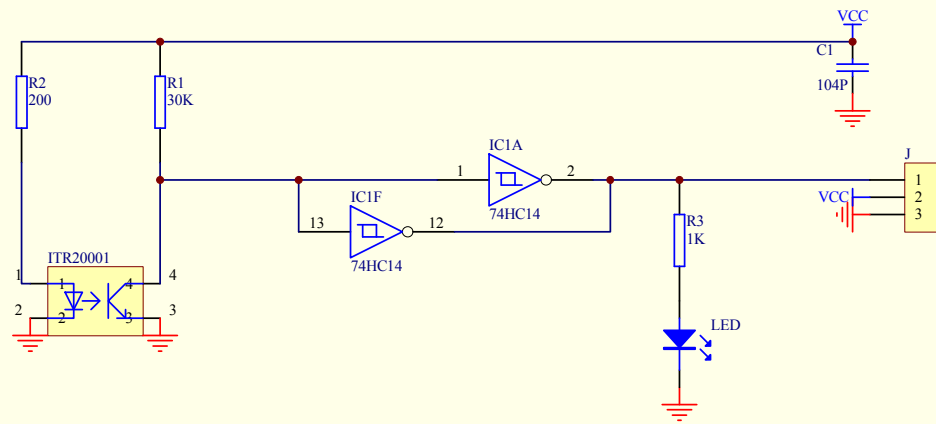 VCC
C1
104P
R2
200
R1
30K
IC1A
1
2
74HC14
IC1F
13
12
74HC14
J
1
VCC
2
3
R3
1K
ITR20001
1
1
4
4
2
2
3
3
LED